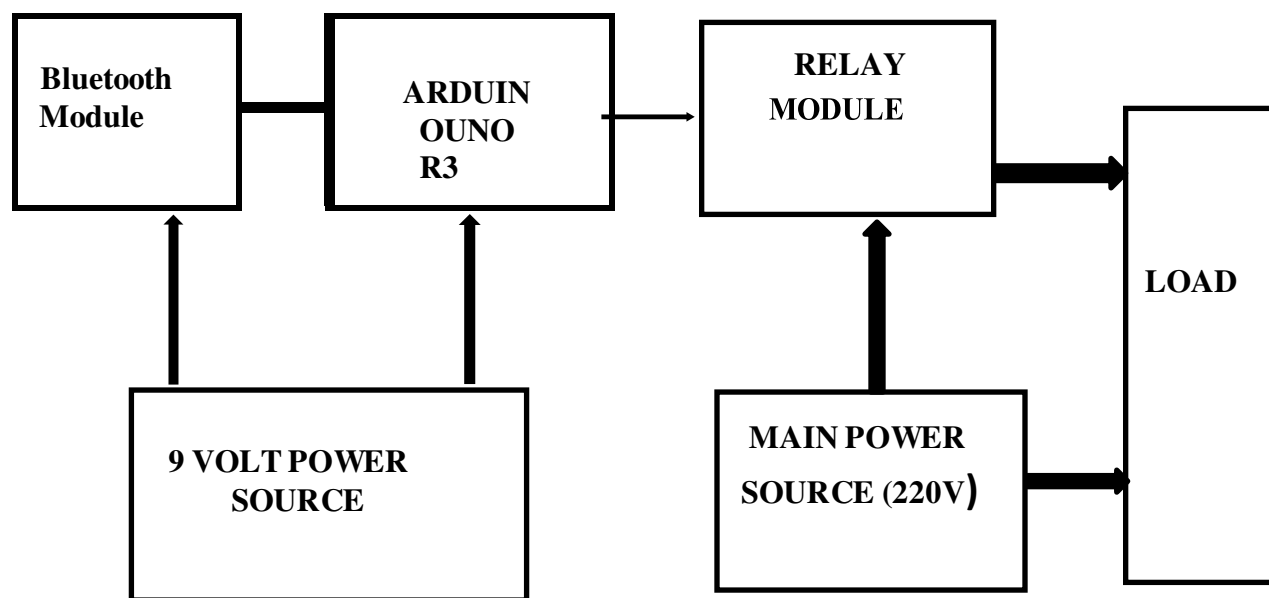 Bluetooth
Module
ARDUIN
OUNO
R3
RELAY
MODULE
LOAD
9 VOLT POWER
SOURCE
MAIN POWER
SOURCE (220V)